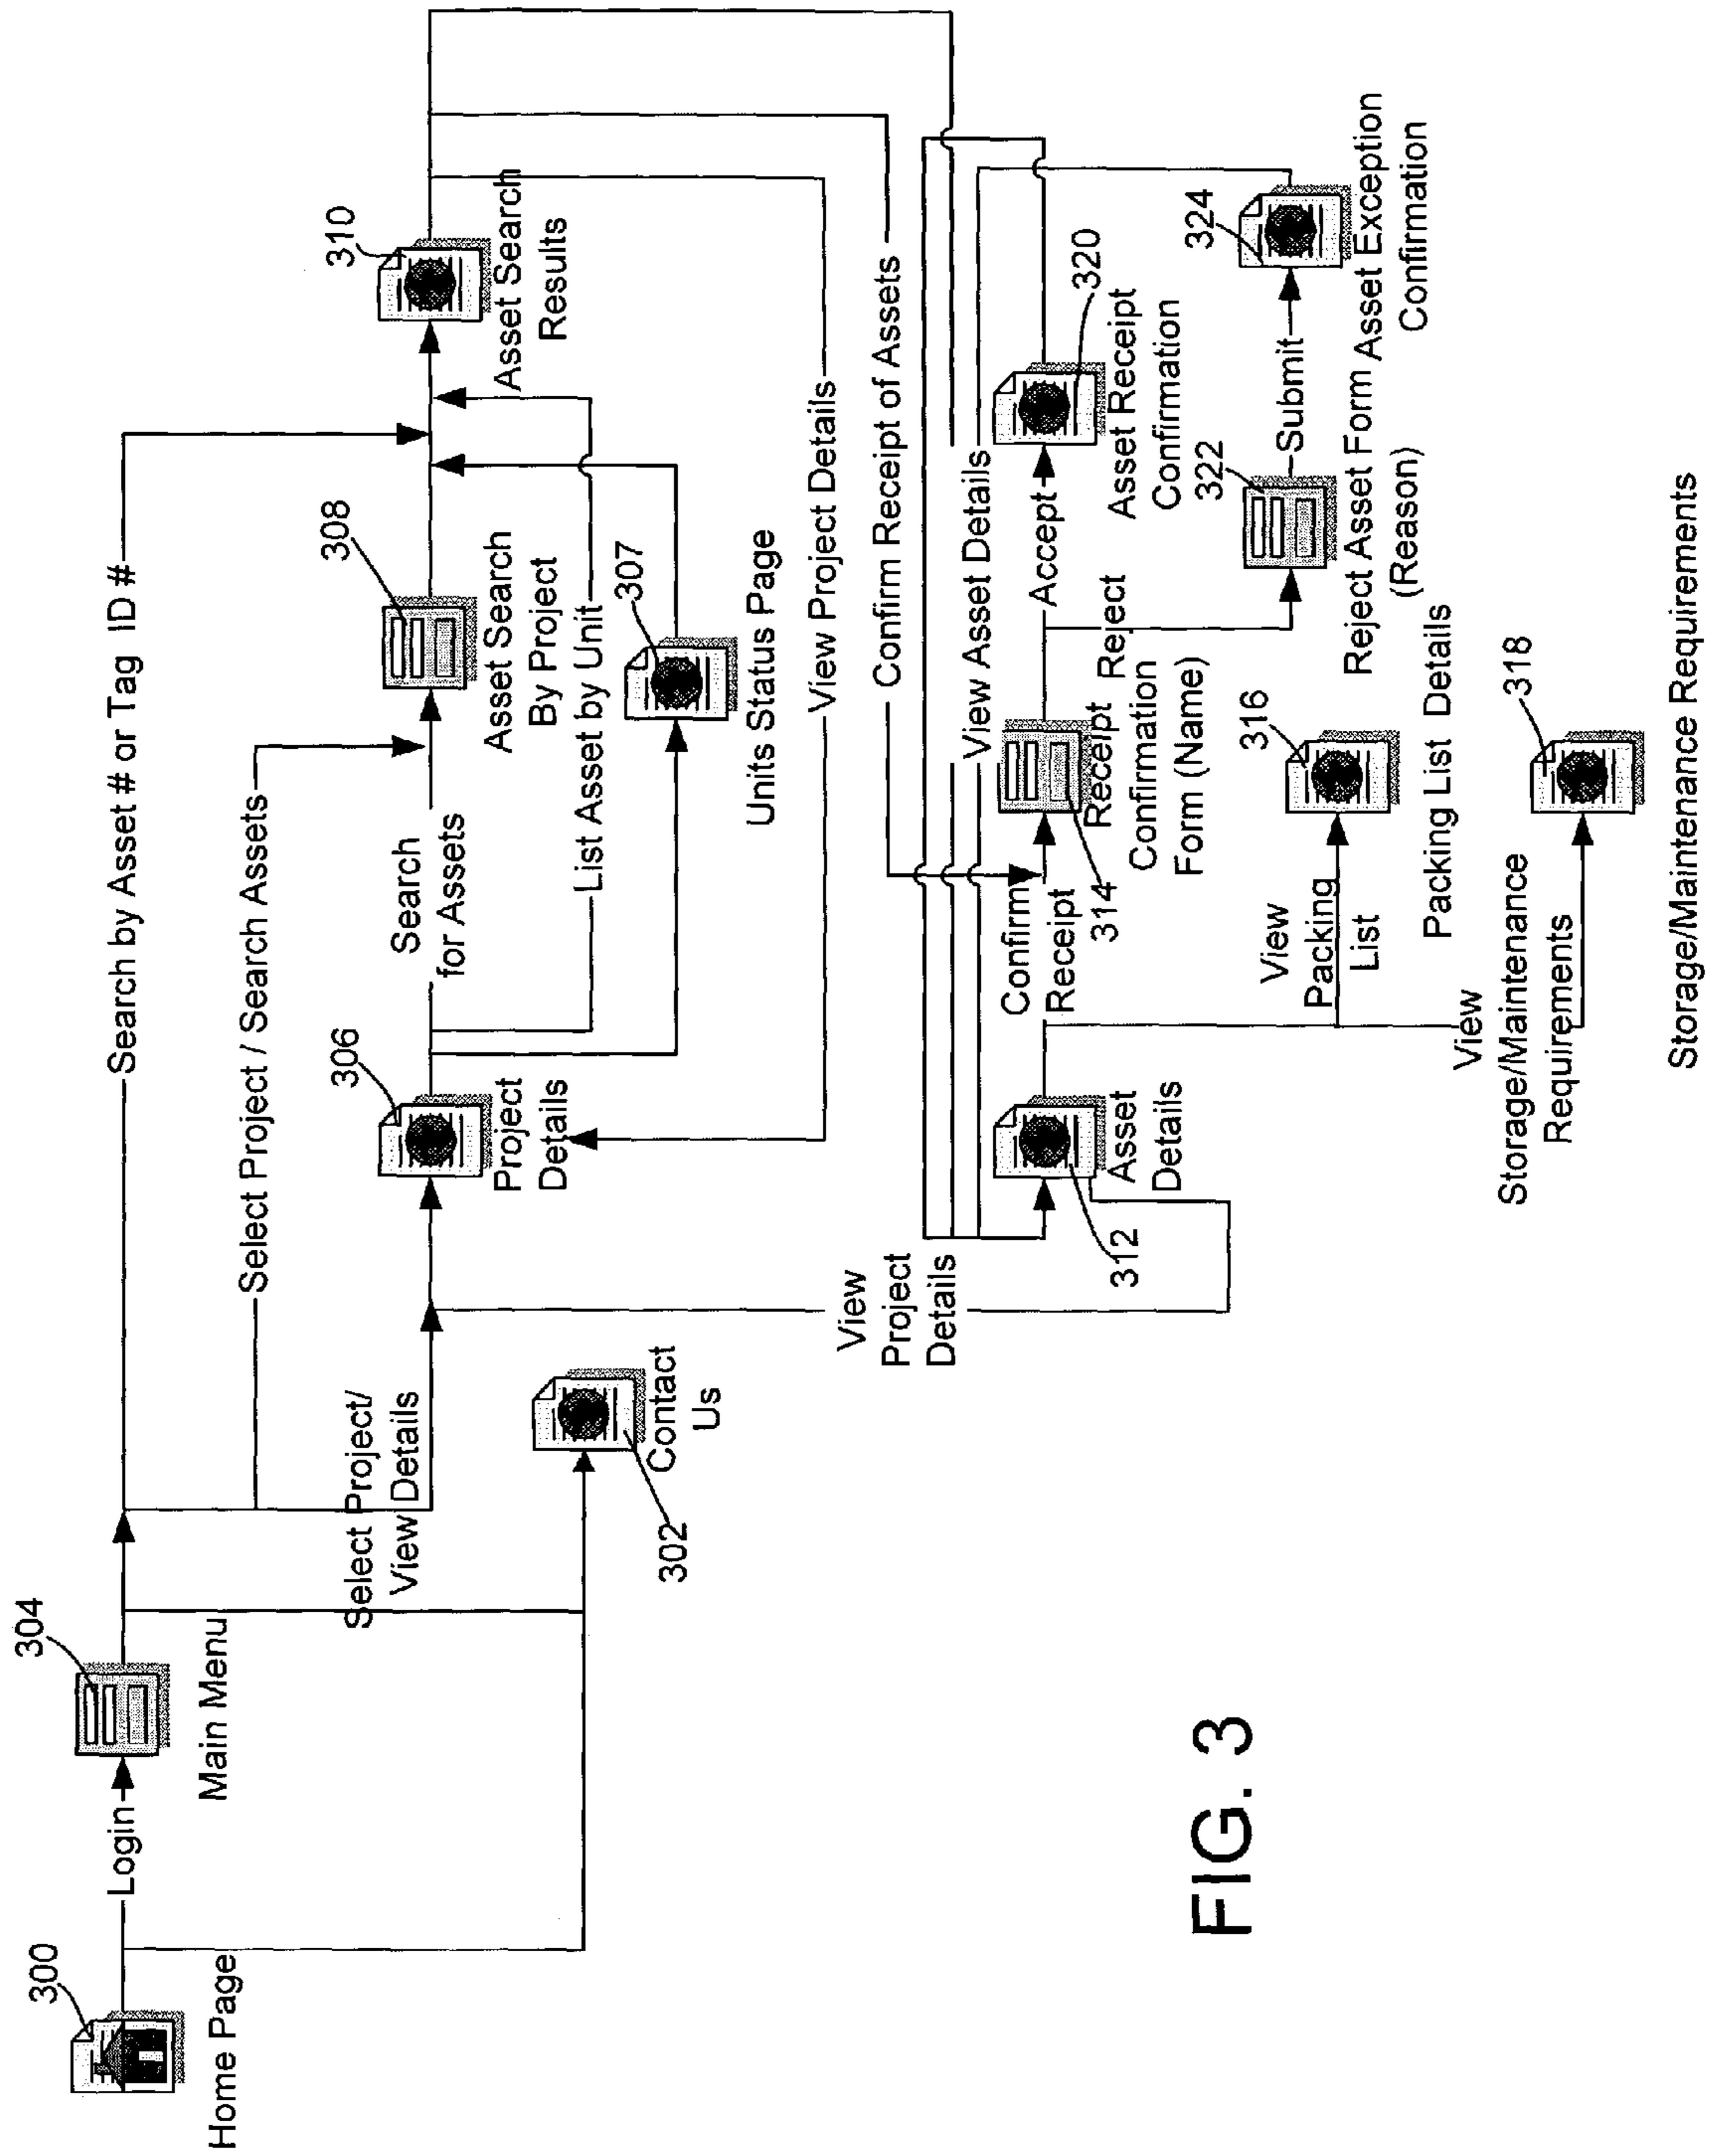 300
Home Page
Login
304
Main Menu
302
Contact
Us
Search by Asset # or Tag ID #
Select Project / Search Assets
Select Project/
View Details
306
Project
Details
Search
for Assets
308
Asset Search
By Project
List Asset by Unit
307
Units Status Page
310
Asset Search
Results
View Project Details
Confirm Receipt of Assets
View Asset Details
View
Project
Details
312
Asset
Details
Confirm
Receipt
314
Receipt
Confirmation
Form (Name)
Accept
Reject
320
Asset Receipt
Confirmation
322
Reject Asset Form
(Reason)
Submit
324
Asset Exception
Confirmation
View
Packing
List
316
Packing List Details
View
Storage/Maintenance
Requirements
318
Storage/Maintenance Requirements
FIG. 3